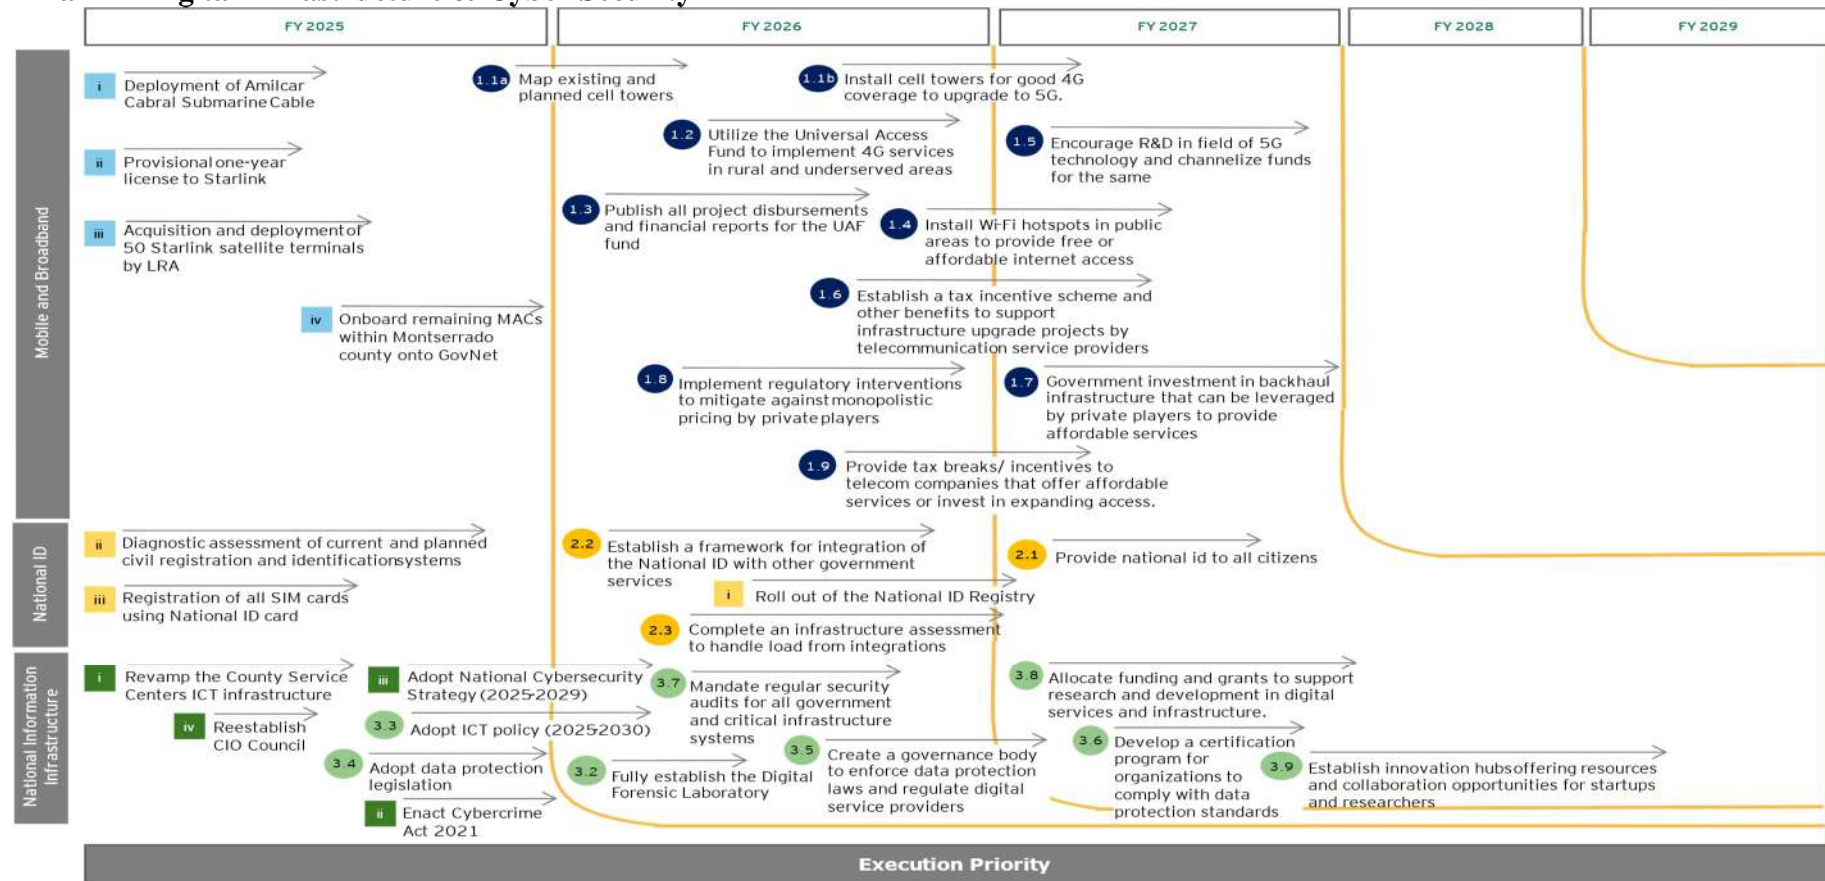 FY 2025
FY 2026
FY 2027
FY 2028
FY 2029
Mobile and Broadband
i
Deployment of Amilcar
Cabral Submarine Cable
1.1a
Map existing and
planned cell towers
1.1b
Install cell towers for good 4G
coverage to upgrade to 5G.
ii
Provisional one-year
license to Starlink
1.2
Utilize the Universal Access
Fund to implement 4G services
in rural and underserved areas
1.5
Encourage R&D in field of 5G
technology and channelize funds
for the same
iii
Acquisition and deployment of
50 Starlink satellite terminals
by LRA
1.3
Publish all project disbursements
and financial reports for the UAF
fund
1.4
Install Wi-Fi hotspots in public
areas to provide free or
affordable internet access
iv
Onboard remaining MACs
within Montserrado
county onto GovNet
1.6
Establish a tax incentive scheme and
other benefits to support
infrastructure upgrade projects by
telecommunication service providers
1.8
Implement regulatory interventions
to mitigate against monopolistic
pricing by private players
1.7
Government investment in backhaul
infrastructure that can be leveraged
by private players to provide
affordable services
1.9
Provide tax breaks/ incentives to
telecom companies that offer affordable
services or invest in expanding access.
National ID
ii
Diagnostic assessment of current and planned
civil registration and identification systems
2.2
Establish a framework for integration of
the National ID with other government
services
2.1
Provide national id to all citizens
iii
Registration of all SIM cards
using National ID card
i
Roll out of the National ID Registry
2.3
Complete an infrastructure assessment
to handle load from integrations
National Information
Infrastructure
i
Revamp the County Service
Centers ICT infrastructure
iii
Adopt National Cybersecurity
Strategy (2025-2029)
3.7
Mandate regular security
audits for all government
and critical infrastructure
systems
3.8
Allocate funding and grants to support
research and development in digital
services and infrastructure.
iv
Reestablish
CIO Council
3.3
Adopt ICT policy (2025-2030)
3.4
Adopt data protection
legislation
3.2
Fully establish the Digital
Forensic Laboratory
3.5
Create a governance body
to enforce data protection
laws and regulate digital
service providers
3.6
Develop a certification
program for
organizations to
comply with data
protection standards
3.9
Establish innovation hubs offering resources
and collaboration opportunities for startups
and researchers
ii
Enact Cybercrime
Act 2021
Execution Priority